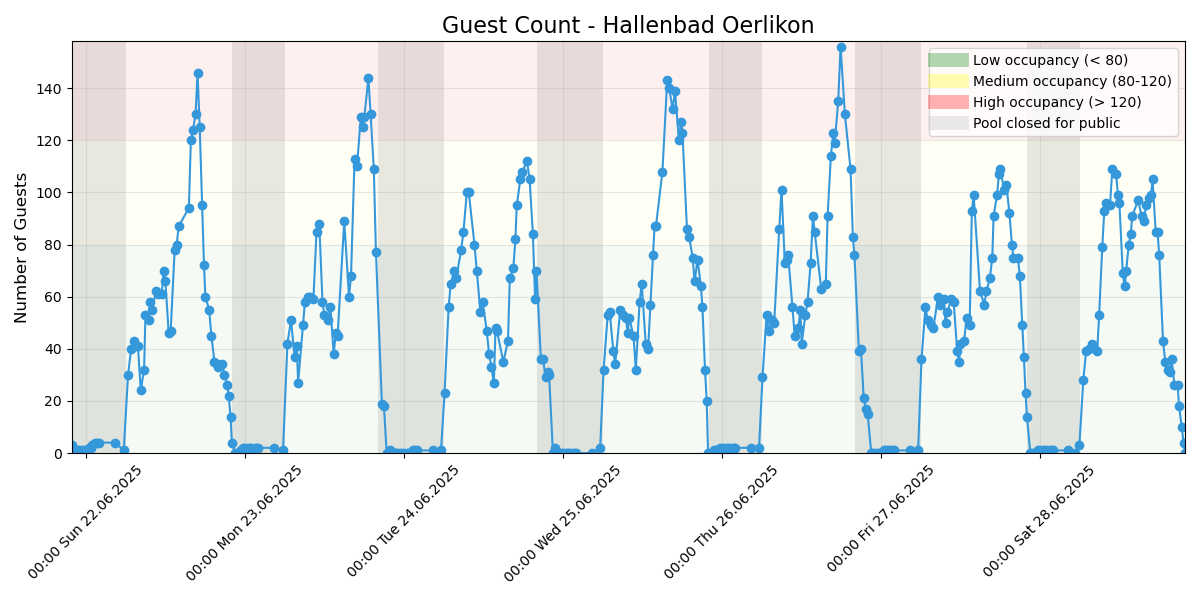 Guest Count - Hallenbad Oerlikon
Number of Guests
140
120
100
80
60
40
20
0
Low occupancy (< 80)
Medium occupancy (80-120)
High occupancy (> 120)
Pool closed for public
00:00 Sun 22.06.2025
00:00 Mon 23.06.2025
00:00 Tue 24.06.2025
00:00 Wed 25.06.2025
00:00 Thu 26.06.2025
00:00 Fri 27.06.2025
00:00 Sat 28.06.2025